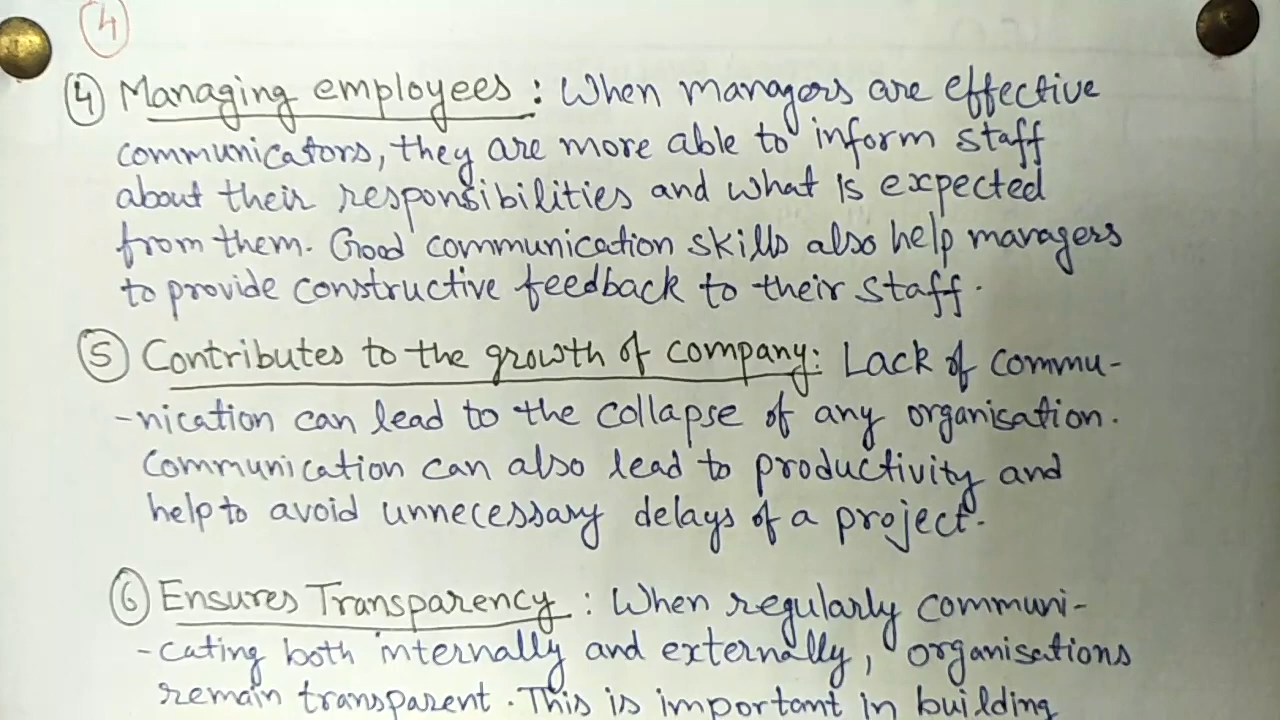 4
④ Managing employees : When managers are effective
communicators, they are more able to inform staff
about their responsibilities and what is expected
from them. Good communication skills also help managers
to provide constructive feedback to their staff.
⑤ Contributes to the growth of company: Lack of commu-
-nication can lead to the collapse of any organisation.
Communication can also lead to productivity and
help to avoid unnecessary delays of a project.
⑥ Ensures Transparency : When regularly communi-
-cating both internally and externally, organisations
remain transparent. This is important in building